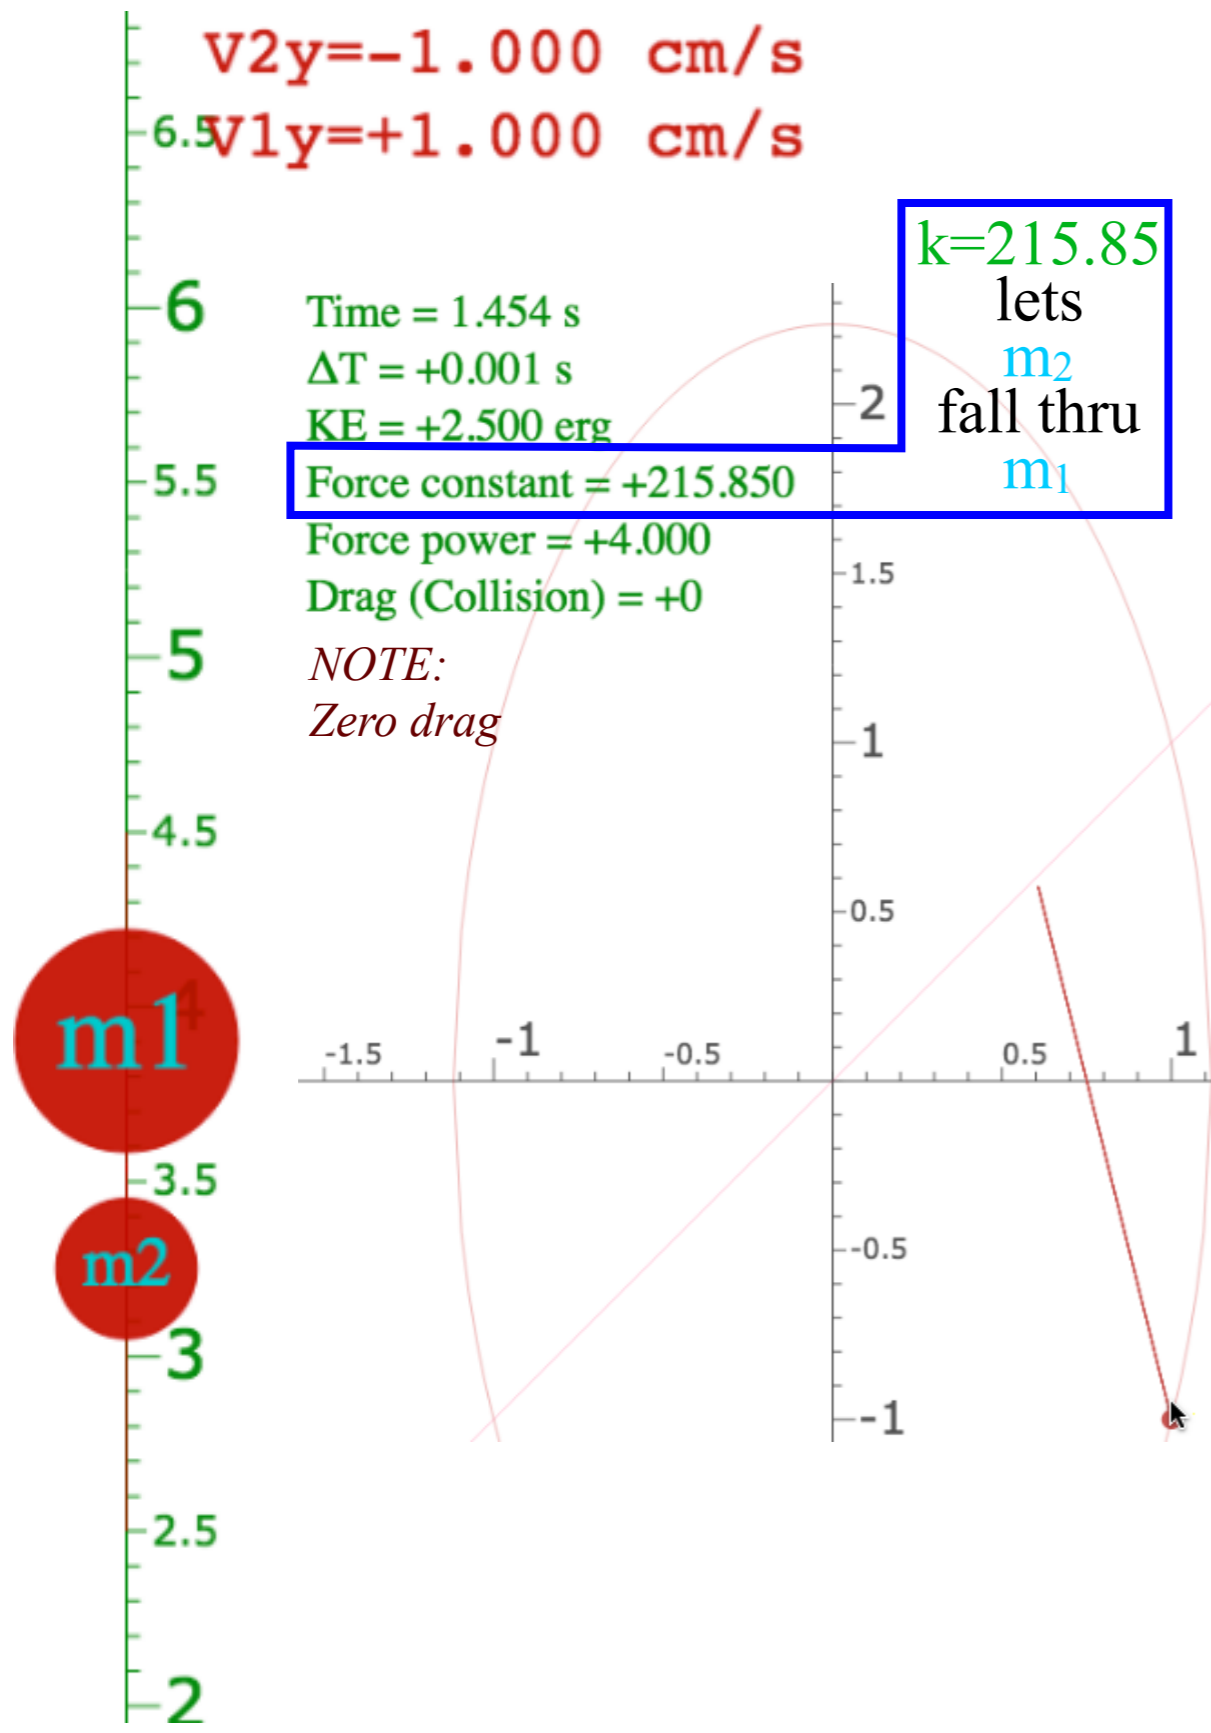 V2y=-1.000 cm/s
V1y=+1.000 cm/s
6.5
6
5.5
5
4.5
4
3.5
3
2.5
2
m1
m2
k=215.85
lets
m2
fall thru
m1
Time = 1.454 s
ΔT = +0.001 s
KE = +2.500 erg
Force constant = +215.850
Force power = +4.000
Drag (Collision) = +0
NOTE:
Zero drag
2
1.5
1
0.5
-1.5
-1
-0.5
0.5
1
-0.5
-1